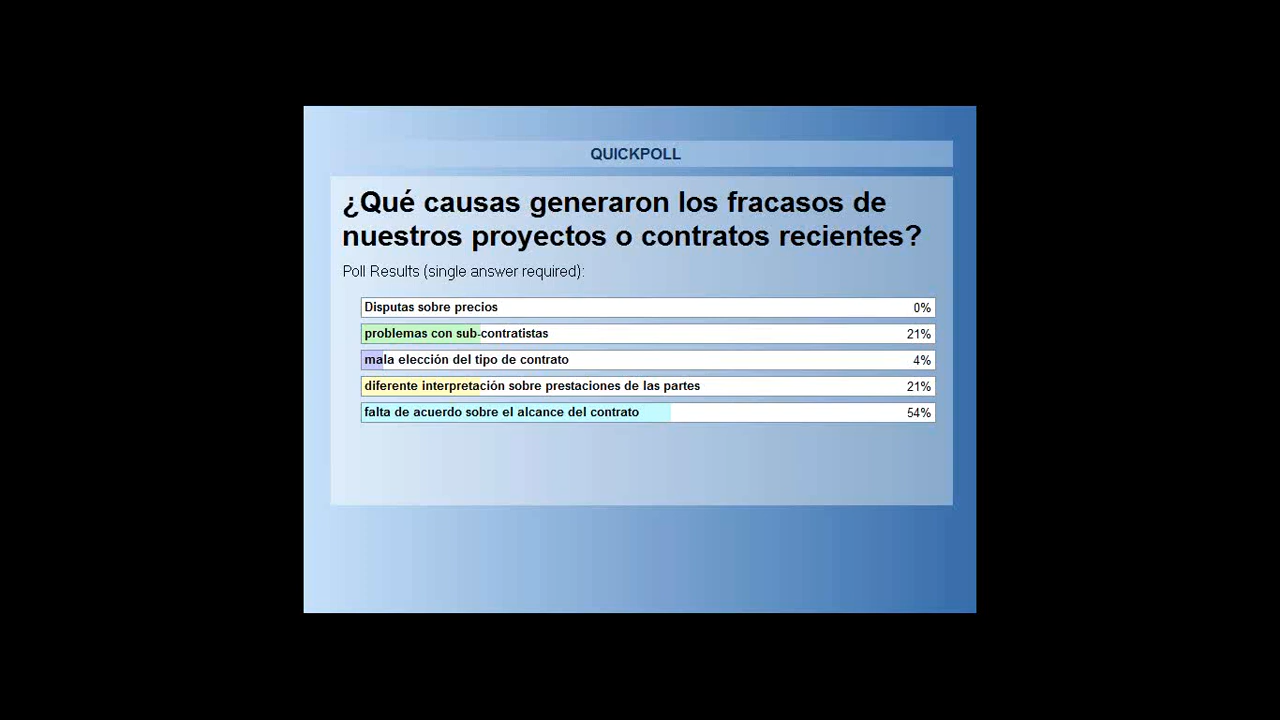 QUICKPOLL
¿Qué causas generaron los fracasos de
nuestros proyectos o contratos recientes?
Poll Results (single answer required):
Disputas sobre precios 0%
problemas con sub-contratistas 21%
mala elección del tipo de contrato 4%
diferente interpretación sobre prestaciones de las partes 21%
falta de acuerdo sobre el alcance del contrato 54%